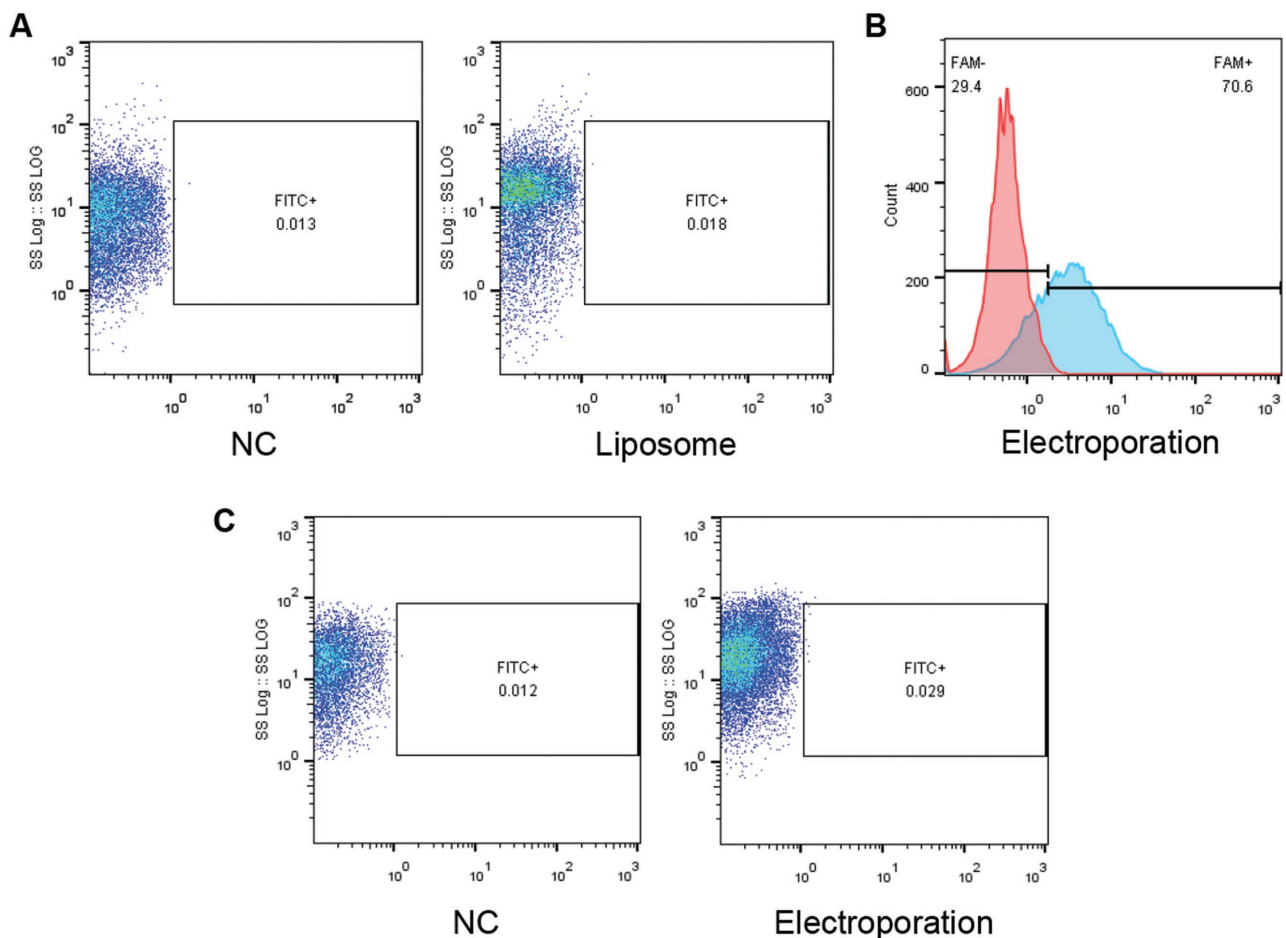 A
10³
10²
10¹
10⁰
SS Log :: SS LOG
FITC+
0.013
10⁰ 10¹ 10² 10³
NC
10³
10²
10¹
10⁰
SS Log :: SS LOG
FITC+
0.018
10⁰ 10¹ 10² 10³
Liposome
B
FAM-
29.4
FAM+
70.6
600
400
200
0
Count
10⁰ 10¹ 10² 10³
Electroporation
C
10³
10²
10¹
10⁰
SS Log :: SS LOG
FITC+
0.012
10⁰ 10¹ 10² 10³
NC
10³
10²
10¹
10⁰
SS Log :: SS LOG
FITC+
0.029
10⁰ 10¹ 10² 10³
Electroporation